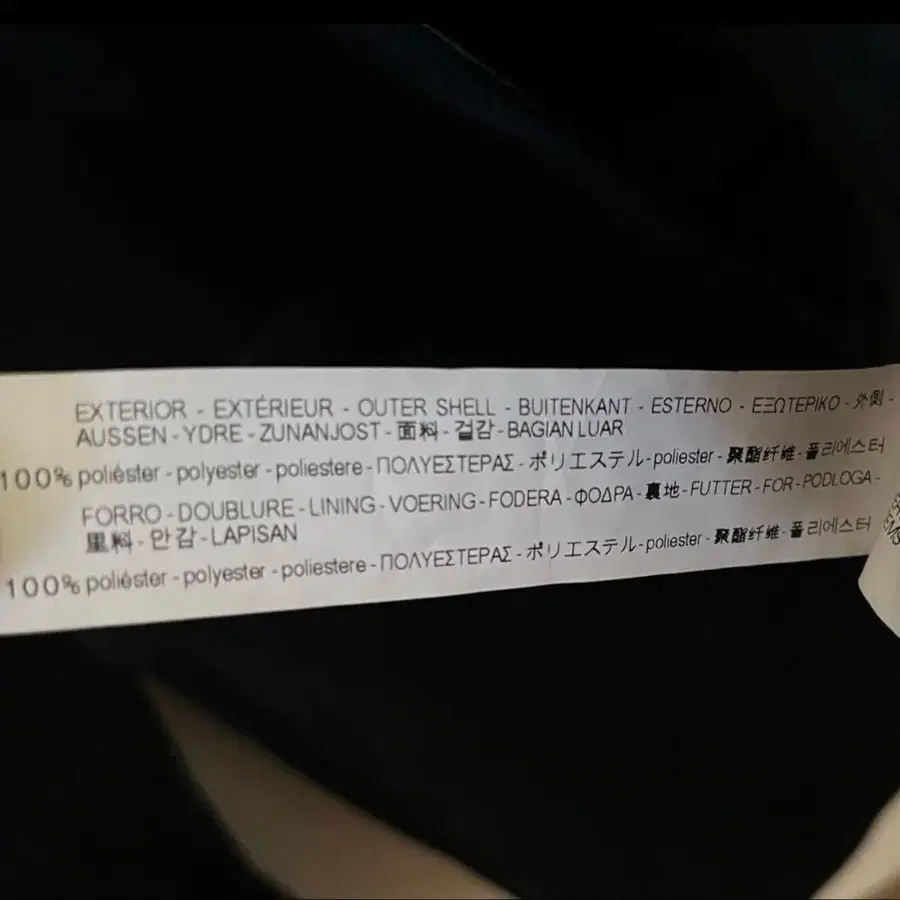 EXTERIOR - EXTÉRIEUR - OUTER SHELL - BUITENKANT - ESTERNO - ΕΞΩΤΕΡΙΚΟ - 外側 -
AUSSEN - YDRE - ZUNANJOST - 面料 - 겉감 - BAGIAN LUAR
100% poliéster - polyester - poliestere - ΠΟΛΥΕΣΤΕΡΑΣ - ポリエステル - poliester - 聚酯纤维 - 폴리에스터
FORRO - DOUBLURE - LINING - VOERING - FODERA - ΦΟΔΡΑ - 裏地 - FUTTER - FOR - PODLOGA -
里料 - 안감 - LAPISAN
100% poliéster - polyester - poliestere - ΠΟΛΥΕΣΤΕΡΑΣ - ポリエステル - poliester - 聚酯纤维 - 폴리에스터